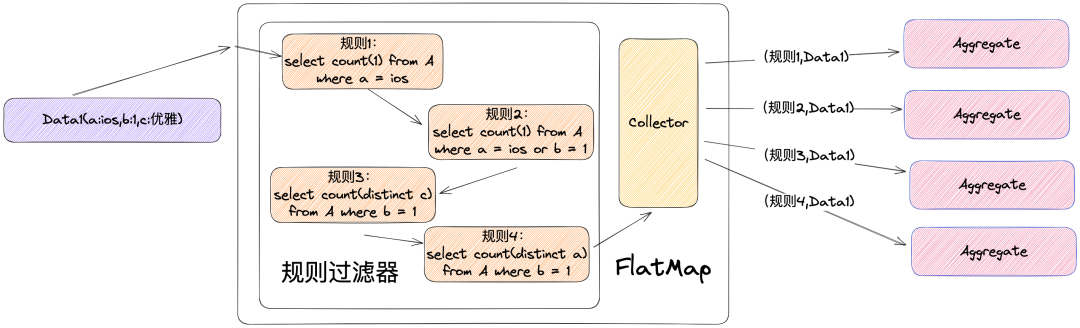 Data1(a:ios,b:1,c:优雅)
规则1:
select count(1) from A
where a = ios
规则2:
select count(1) from A
where a = ios or b = 1
规则3:
select count(distinct c)
from A where b = 1
规则4:
select count(distinct a)
from A where b = 1
规则过滤器
Collector
FlatMap
(规则1,Data1)
(规则2,Data1)
(规则3,Data1)
(规则4,Data1)
Aggregate
Aggregate
Aggregate
Aggregate